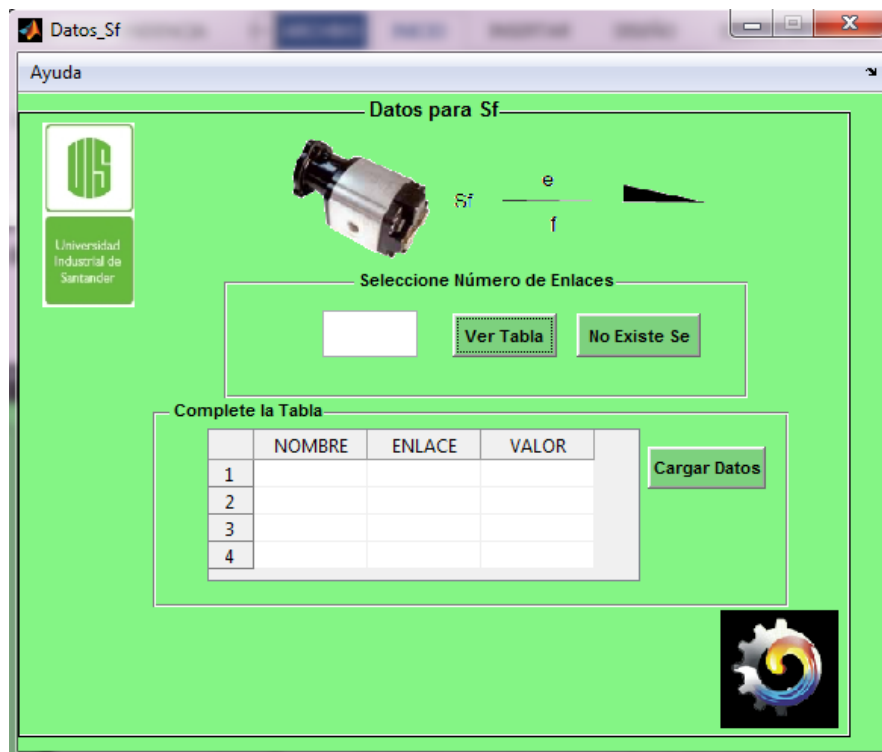 Datos_Sf
Ayuda
Datos para Sf
UIS
Universidad
Industrial de
Santander
Sf
e
f
Seleccione Número de Enlaces
Ver Tabla
No Existe Se
Complete la Tabla
NOMBRE ENLACE VALOR
1
2
3
4
Cargar Datos